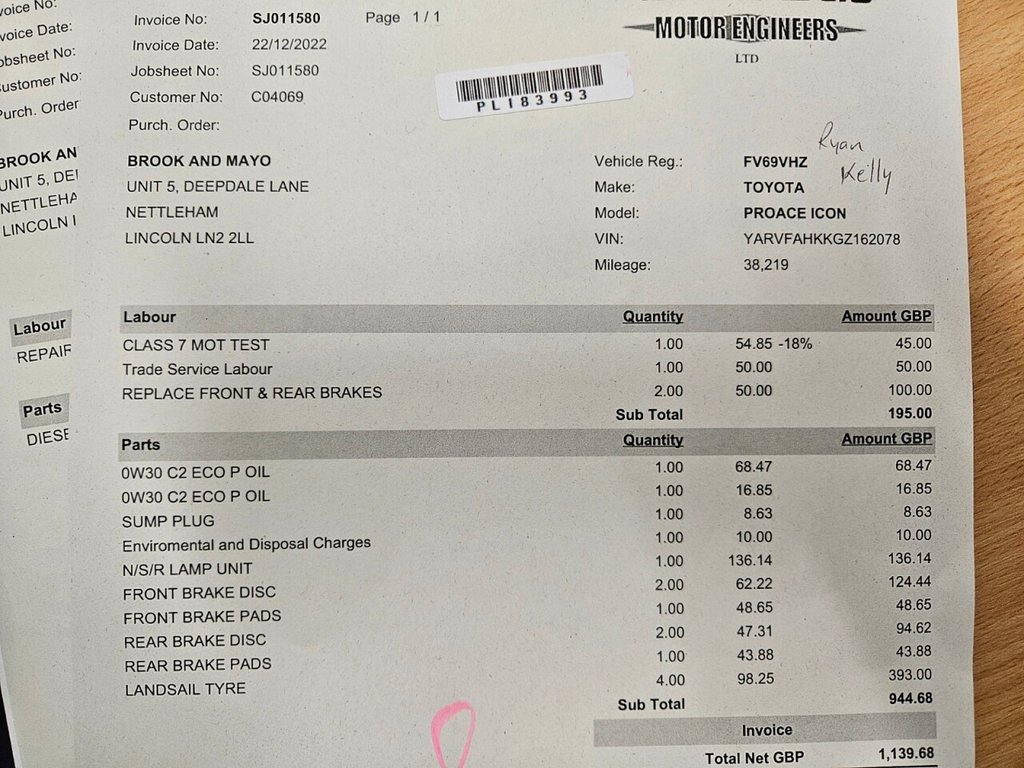 Invoice No: SJ011580 Page 1 / 1
Invoice Date: 22/12/2022
Jobsheet No: SJ011580
Customer No: C04069
Purch. Order:
MOTOR ENGINEERS
LTD
PL183993
BROOK AND MAYO
UNIT 5, DEEPDALE LANE
NETTLEHAM
LINCOLN LN2 2LL
Ryan
Kelly
Vehicle Reg.: FV69VHZ
Make: TOYOTA
Model: PROACE ICON
VIN: YARVFAHKKGZ162078
Mileage: 38,219
Labour Quantity Amount GBP
CLASS 7 MOT TEST 1.00 54.85 -18% 45.00
Trade Service Labour 1.00 50.00 50.00
REPLACE FRONT & REAR BRAKES 2.00 50.00 100.00
Sub Total 195.00
Parts Quantity Amount GBP
0W30 C2 ECO P OIL 1.00 68.47 68.47
0W30 C2 ECO P OIL 1.00 16.85 16.85
SUMP PLUG 1.00 8.63 8.63
Enviromental and Disposal Charges 1.00 10.00 10.00
N/S/R LAMP UNIT 1.00 136.14 136.14
FRONT BRAKE DISC 2.00 62.22 124.44
FRONT BRAKE PADS 1.00 48.65 48.65
REAR BRAKE DISC 2.00 47.31 94.62
REAR BRAKE PADS 1.00 43.88 43.88
LANDSAIL TYRE 4.00 98.25 393.00
Sub Total 944.68
Invoice
Total Net GBP 1,139.68
voice No:
voice Date:
obsheet No:
ustomer No:
urch. Order
BROOK AN
UNIT 5, DEI
NETTLEHA
LINCOLN
Labour
REPAIR
Parts
DIESE